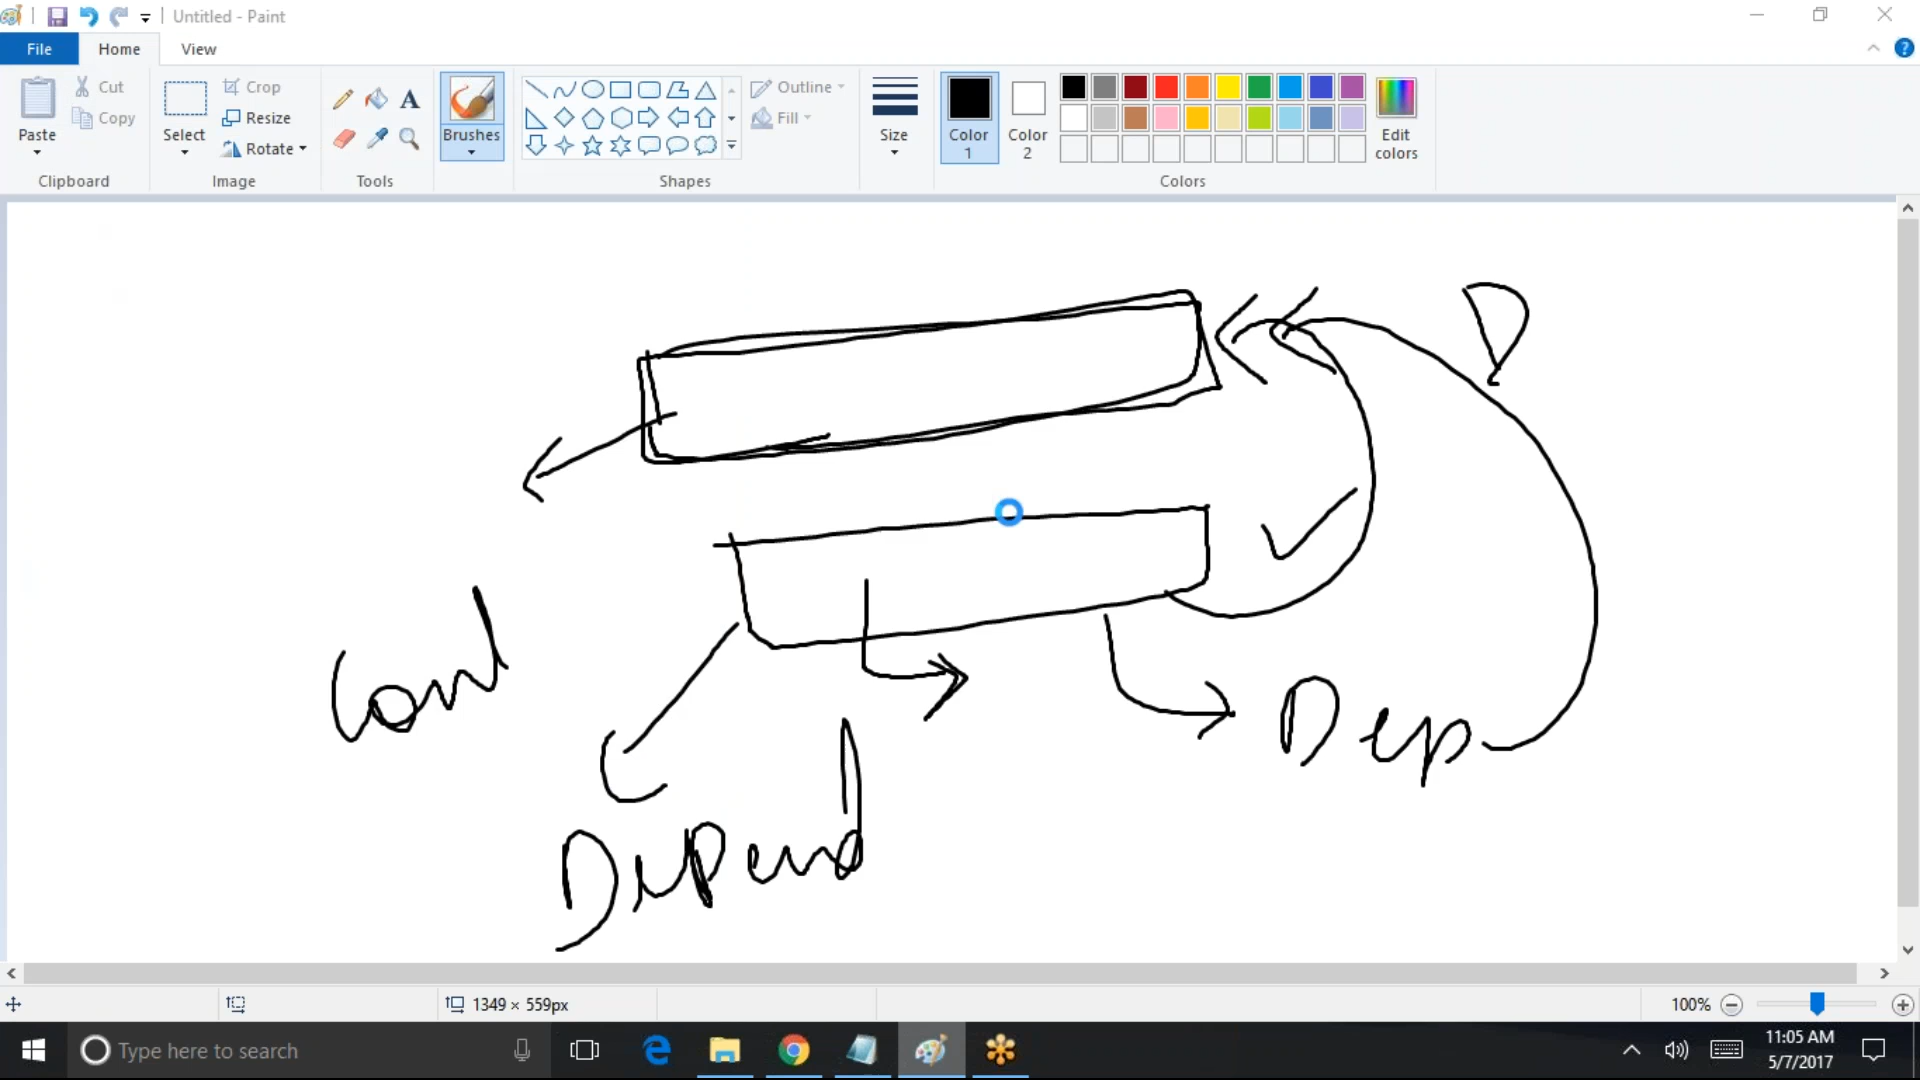 Untitled - Paint
File Home View
Paste
Cut
Copy
Clipboard
Select
Crop
Resize
Rotate
Image
Tools
Brushes
Shapes
Outline
Fill
Size
Color 1
Color 2
Edit colors
Colors
D
Dep
Depend
1349 × 559px
100%
Type here to search
11:05 AM
5/7/2017